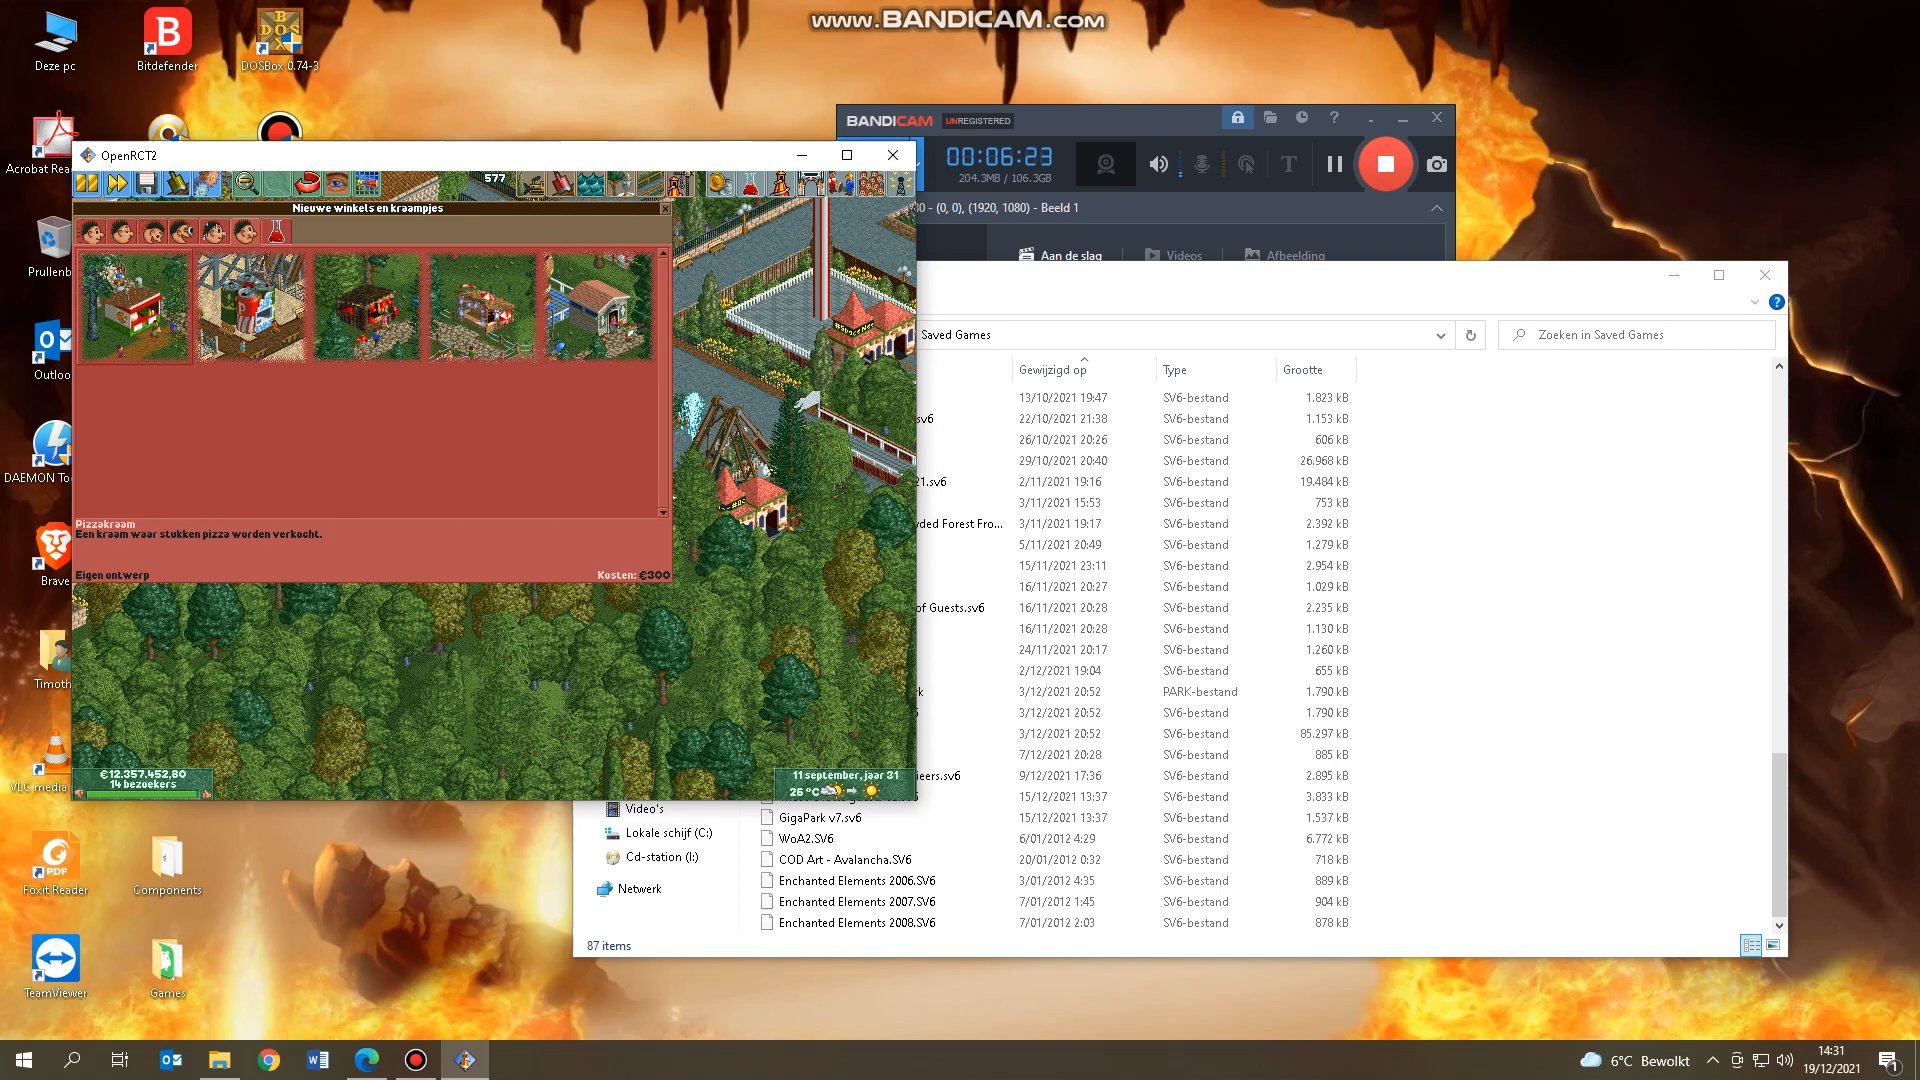 www.BANDICAM.com
Deze pc
Bitdefender
DOSBox 0.74-3
Acrobat Rea
Prullenb
Outloo
DAEMON To
Brave
Timoth
VLC media
Foxit Reader
Components
TeamViewer
Games
BANDICAM UNREGISTERED
00:06:23
204.3MB / 106.3GB
- (0, 0), (1920, 1080) - Beeld 1
Aan de slag
Videos
Afbeelding
OpenRCT2
577
Nieuwe winkels en kraampjes
Pizzakraam
Een kraam waar stukken pizza worden verkocht.
Eigen ontwerp
Kosten: €300
€12.357.452,80
14 bezoekers
11 september, jaar 31
26 °C
Saved Games
Zoeken in Saved Games
Gewijzigd op Type Grootte
13/10/2021 19:47 SV6-bestand 1.823 kB
sv6 22/10/2021 21:38 SV6-bestand 1.153 kB
26/10/2021 20:26 SV6-bestand 606 kB
29/10/2021 20:40 SV6-bestand 26.968 kB
21.sv6 2/11/2021 19:16 SV6-bestand 19.484 kB
3/11/2021 15:53 SV6-bestand 753 kB
ded Forest Fro... 3/11/2021 19:17 SV6-bestand 2.392 kB
5/11/2021 20:49 SV6-bestand 1.279 kB
15/11/2021 23:11 SV6-bestand 2.954 kB
16/11/2021 20:27 SV6-bestand 1.029 kB
of Guests.sv6 16/11/2021 20:28 SV6-bestand 2.235 kB
16/11/2021 20:28 SV6-bestand 1.130 kB
24/11/2021 20:17 SV6-bestand 1.260 kB
2/12/2021 19:04 SV6-bestand 655 kB
3/12/2021 20:52 PARK-bestand 1.790 kB
3/12/2021 20:52 SV6-bestand 1.790 kB
3/12/2021 20:52 SV6-bestand 85.297 kB
7/12/2021 20:28 SV6-bestand 885 kB
ieers.sv6 9/12/2021 17:36 SV6-bestand 2.895 kB
15/12/2021 13:37 SV6-bestand 3.833 kB
Video's
GigaPark v7.sv6 15/12/2021 13:37 SV6-bestand 1.537 kB
Lokale schijf (C:)
WoA2.SV6 6/01/2012 4:29 SV6-bestand 6.772 kB
Cd-station (I:)
COD Art - Avalancha.SV6 20/01/2012 0:32 SV6-bestand 718 kB
Netwerk
Enchanted Elements 2006.SV6 3/01/2012 4:35 SV6-bestand 889 kB
Enchanted Elements 2007.SV6 7/01/2012 1:45 SV6-bestand 904 kB
Enchanted Elements 2008.SV6 7/01/2012 2:03 SV6-bestand 878 kB
87 items
6°C Bewolkt
14:31
19/12/2021
1